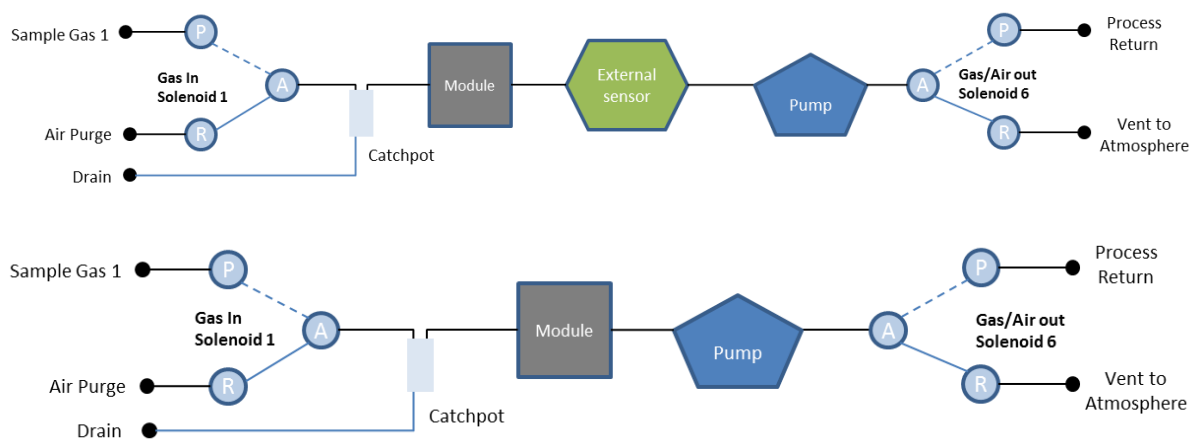 Sample Gas 1
P
Process
Return
Gas In
Solenoid 1
A
Module
External
sensor
Pump
A
Gas/Air out
Solenoid 6
P
Air Purge
R
R
Vent to
Atmosphere
Catchpot
Drain
Sample Gas 1
P
P
Process
Return
Gas In
Solenoid 1
A
Module
Pump
A
Gas/Air out
Solenoid 6
Air Purge
R
R
Vent to
Atmosphere
Catchpot
Drain